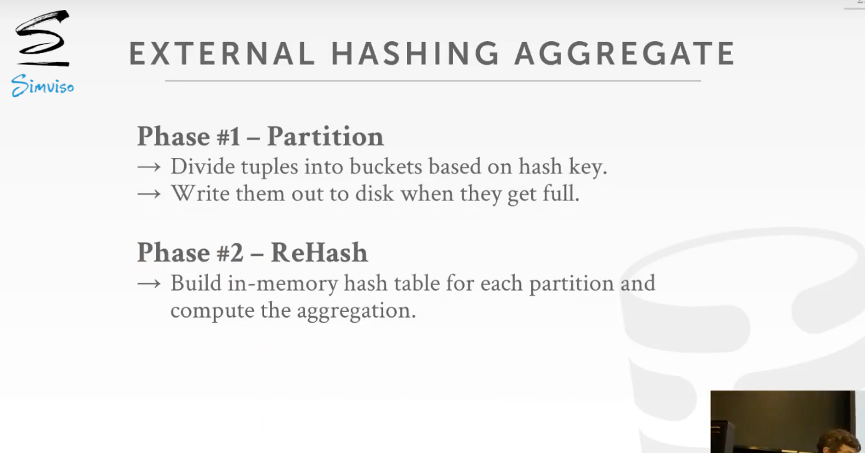 Simviso
EXTERNAL HASHING AGGREGATE
Phase #1 – Partition
→ Divide tuples into buckets based on hash key.
→ Write them out to disk when they get full.
Phase #2 – ReHash
→ Build in-memory hash table for each partition and
compute the aggregation.